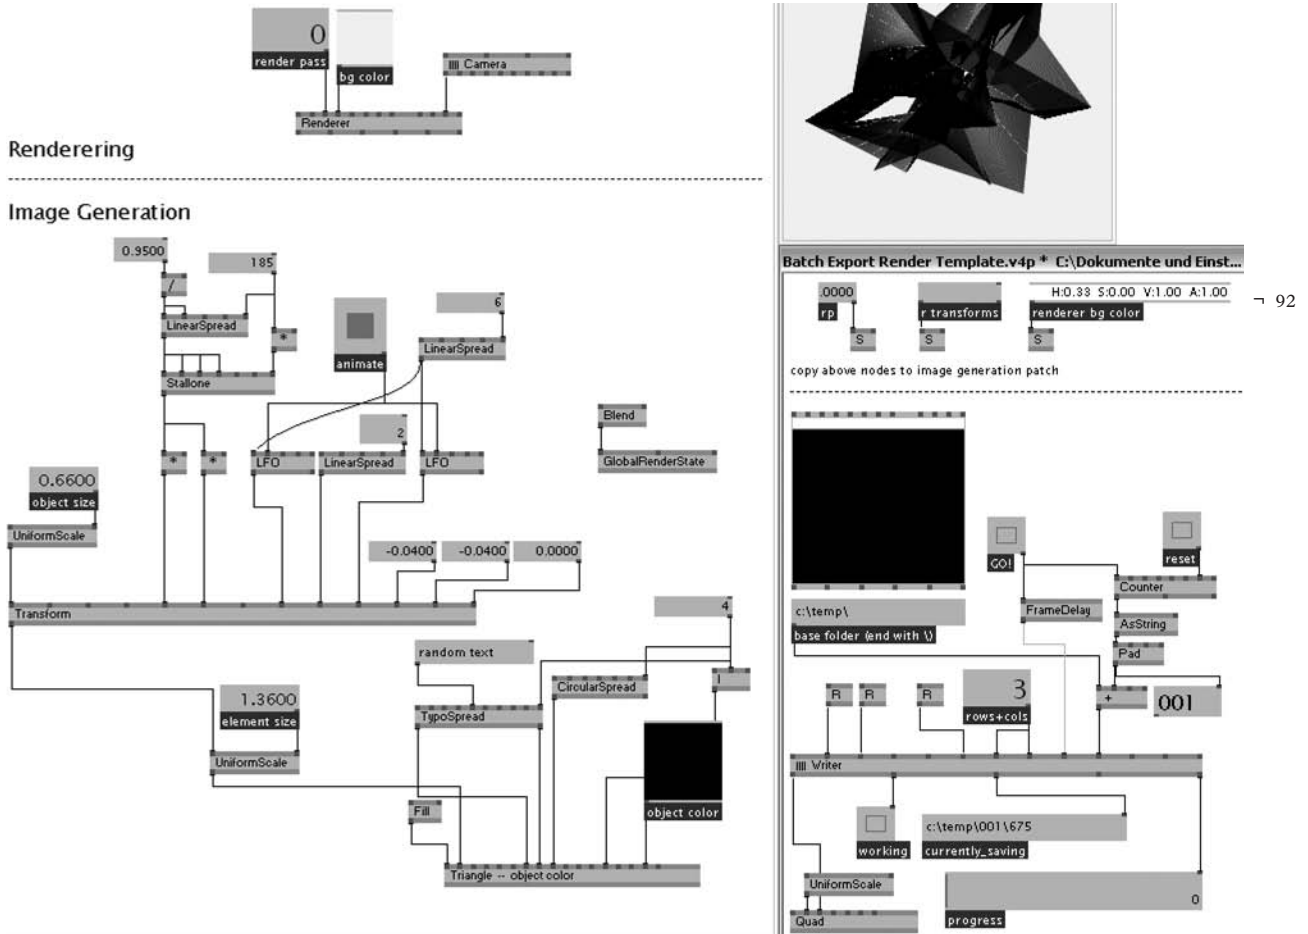 0
render pass
bg color
Camera
Renderer
Renderering
Image Generation
0.9500
185
/
LinearSpread
*
Stallone
animate
6
LinearSpread
2
* *
LFO
LinearSpread
LFO
Blend
GlobalRenderState
0.6600
object size
UniformScale
-0.0400
-0.0400
0.0000
Transform
4
random text
CircularSpread
I
TypoSpread
1.3600
element size
UniformScale
object color
Fill
Triangle -- object color
Batch Export Render Template.v4p * C:\Dokumente und Einst...
.0000
rp
r transforms
H:0.33 S:0.00 V:1.00 A:1.00
renderer bg color
S
S
S
copy above nodes to image generation patch
GO!
reset
Counter
c:\temp\
base folder (end with \)
FrameDelay
AsString
Pad
R
R
R
3
rows+cols
+
001
Writer
working
c:\temp\001\675
currently_saving
UniformScale
0
progress
Quad
¬ 92